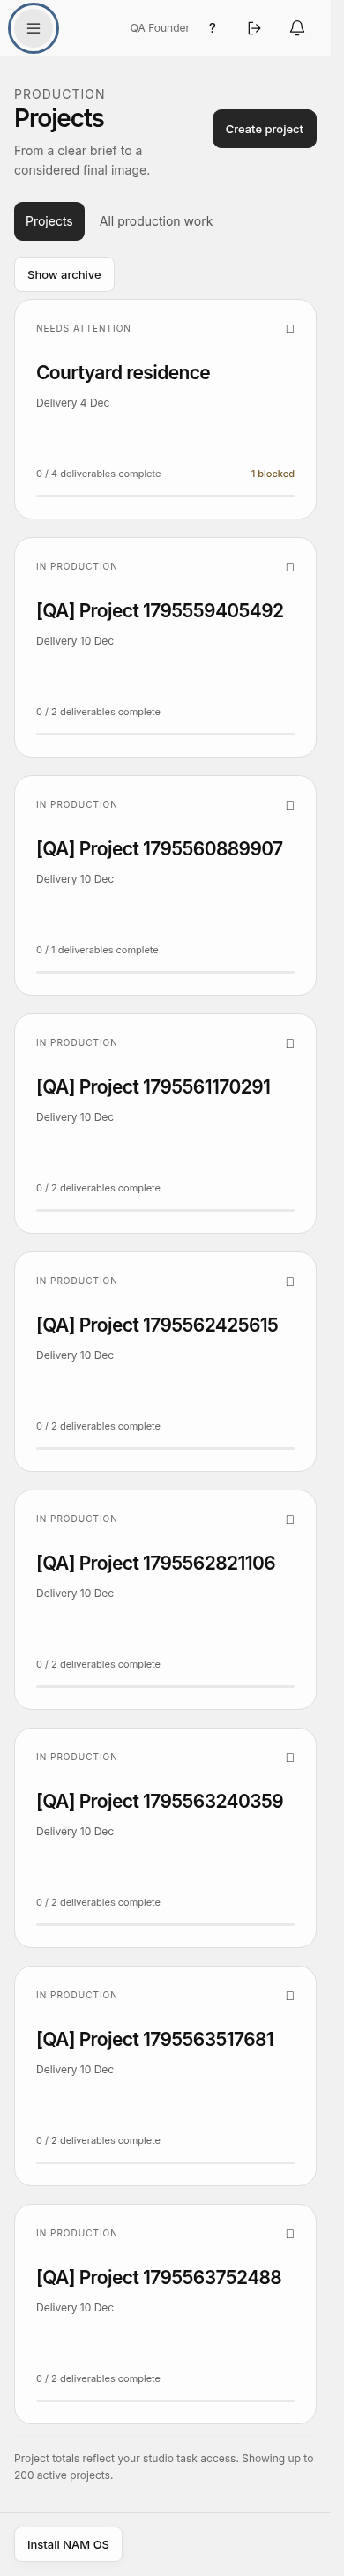 QA Founder ?
PRODUCTION
Projects
Create project
From a clear brief to a
considered final image.
Projects
All production work
Show archive
NEEDS ATTENTION
Courtyard residence
Delivery 4 Dec
0 / 4 deliverables complete
1 blocked
IN PRODUCTION
[QA] Project 1795559405492
Delivery 10 Dec
0 / 2 deliverables complete
IN PRODUCTION
[QA] Project 1795560889907
Delivery 10 Dec
0 / 1 deliverables complete
IN PRODUCTION
[QA] Project 1795561170291
Delivery 10 Dec
0 / 2 deliverables complete
IN PRODUCTION
[QA] Project 1795562425615
Delivery 10 Dec
0 / 2 deliverables complete
IN PRODUCTION
[QA] Project 1795562821106
Delivery 10 Dec
0 / 2 deliverables complete
IN PRODUCTION
[QA] Project 1795563240359
Delivery 10 Dec
0 / 2 deliverables complete
IN PRODUCTION
[QA] Project 1795563517681
Delivery 10 Dec
0 / 2 deliverables complete
IN PRODUCTION
[QA] Project 1795563752488
Delivery 10 Dec
0 / 2 deliverables complete
Project totals reflect your studio task access. Showing up to
200 active projects.
Install NAM OS